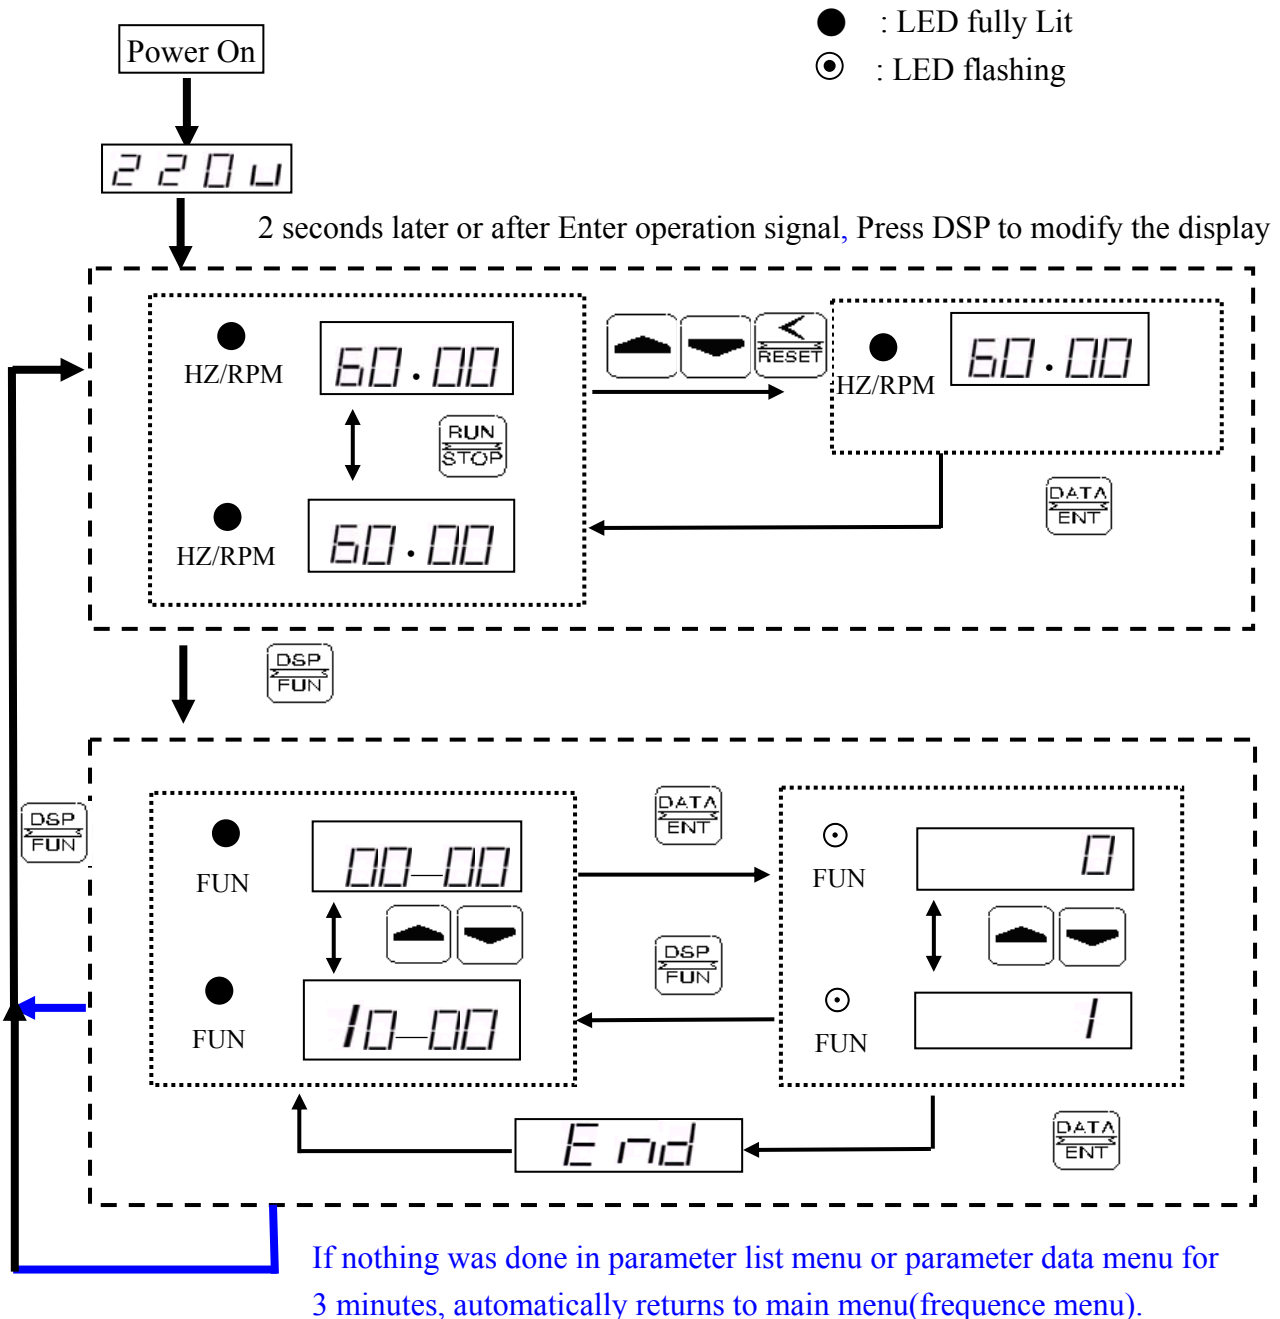 : LED fully Lit
Power On
: LED flashing
220u
2 seconds later or after Enter operation signal, Press DSP to modify the display
HZ/RPM
60.00
RESET
HZ/RPM
60.00
RUN
STOP
HZ/RPM
60.00
DATA
ENT
DSP
FUN
DSP
FUN
FUN
00—00
DATA
ENT
FUN
0
DSP
FUN
FUN
10—00
FUN
1
End
DATA
ENT
If nothing was done in parameter list menu or parameter data menu for
3 minutes, automatically returns to main menu(frequence menu).